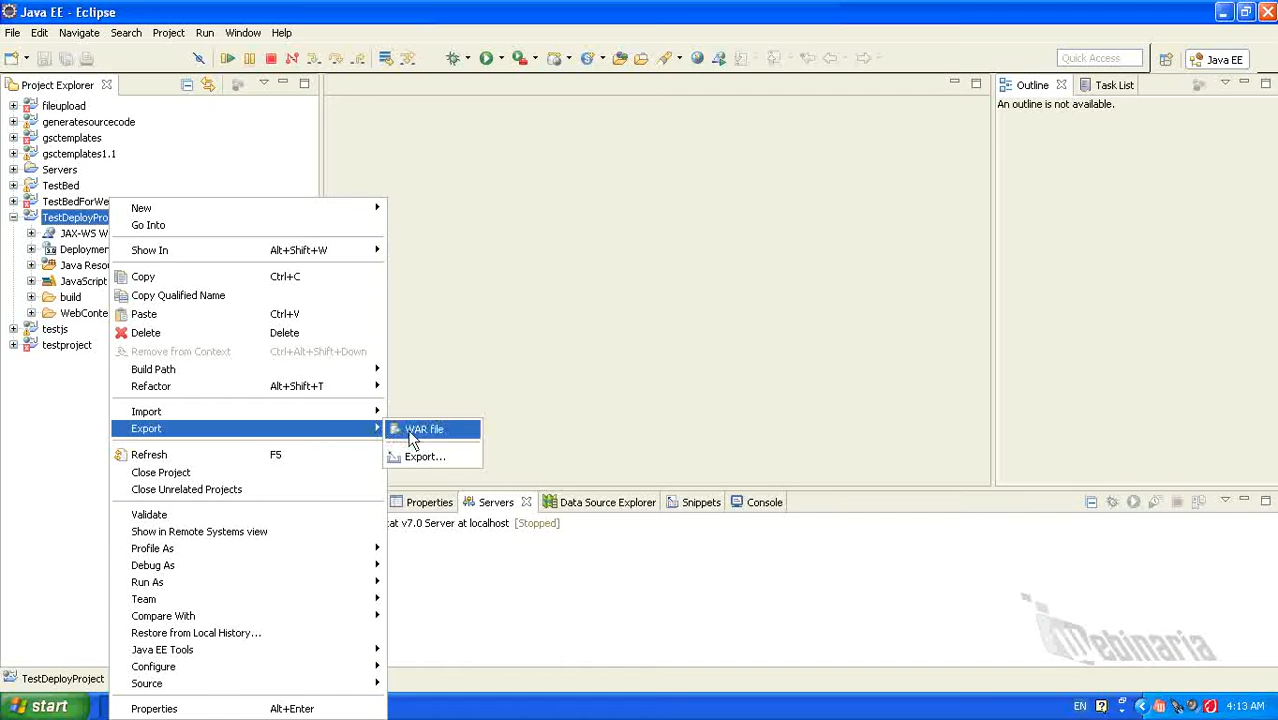 Java EE - Eclipse
File Edit Navigate Search Project Run Window Help
Quick Access
Java EE
Project Explorer
fileupload
generatesourcecode
gsctemplates
gsctemplates1.1
Servers
TestBed
TestBedForWe
TestDeployPro
JAX-WS W
Deploymen
Java Resou
JavaScript
build
WebConte
testjs
testproject
New
Go Into
Show In Alt+Shift+W
Copy Ctrl+C
Copy Qualified Name
Paste Ctrl+V
Delete Delete
Remove from Context Ctrl+Alt+Shift+Down
Build Path
Refactor Alt+Shift+T
Import
Export
Refresh F5
Close Project
Close Unrelated Projects
Validate
Show in Remote Systems view
Profile As
Debug As
Run As
Team
Compare With
Restore from Local History...
Java EE Tools
Configure
Source
Properties Alt+Enter
WAR file
Export...
Outline Task List
An outline is not available.
Properties Servers Data Source Explorer Snippets Console
cat v7.0 Server at localhost [Stopped]
Webinaria
TestDeployProject
start
EN
4:13 AM